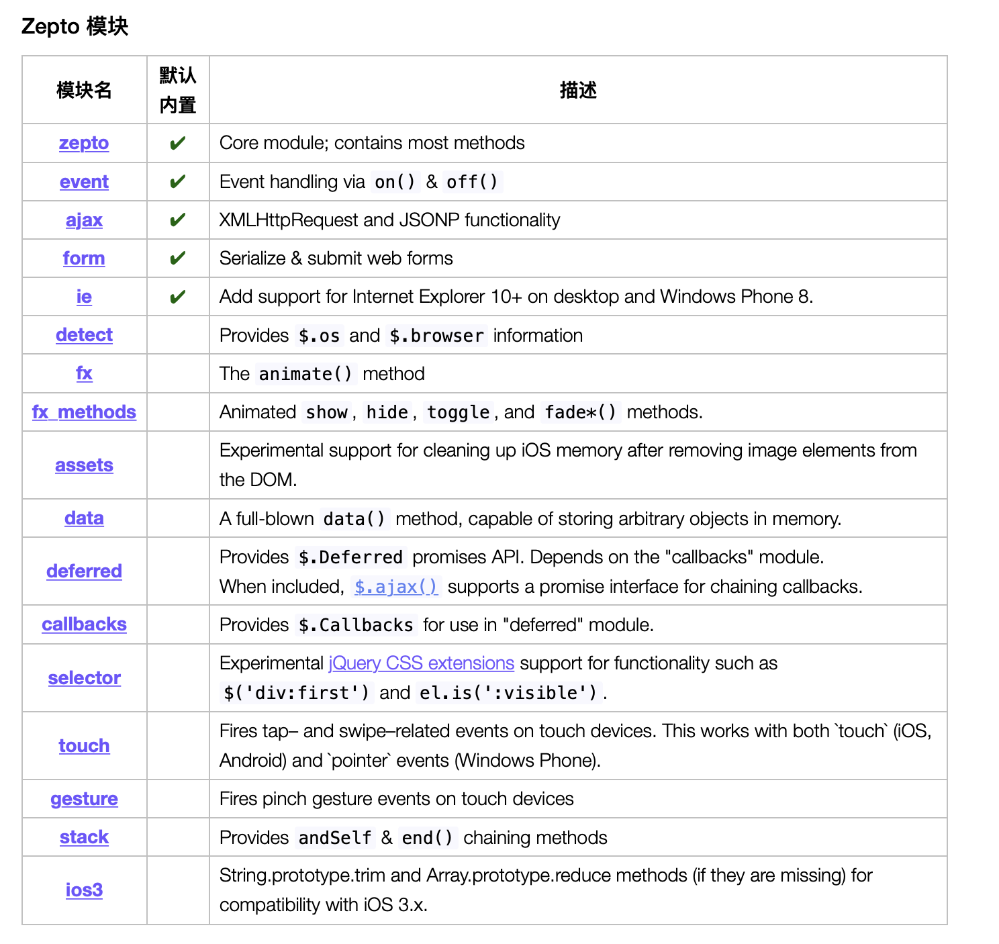 Zepto 模块
模块名
默认
内置
描述
zepto ✔ Core module; contains most methods
event ✔ Event handling via on() & off()
ajax ✔ XMLHttpRequest and JSONP functionality
form ✔ Serialize & submit web forms
ie ✔ Add support for Internet Explorer 10+ on desktop and Windows Phone 8.
detect Provides $.os and $.browser information
fx The animate() method
fx_methods Animated show, hide, toggle, and fade*() methods.
assets Experimental support for cleaning up iOS memory after removing image elements from
the DOM.
data A full-blown data() method, capable of storing arbitrary objects in memory.
deferred Provides $.Deferred promises API. Depends on the "callbacks" module.
When included, $.ajax() supports a promise interface for chaining callbacks.
callbacks Provides $.Callbacks for use in "deferred" module.
selector Experimental jQuery CSS extensions support for functionality such as
$('div:first') and el.is(':visible').
touch Fires tap– and swipe–related events on touch devices. This works with both `touch` (iOS,
Android) and `pointer` events (Windows Phone).
gesture Fires pinch gesture events on touch devices
stack Provides andSelf & end() chaining methods
ios3 String.prototype.trim and Array.prototype.reduce methods (if they are missing) for
compatibility with iOS 3.x.